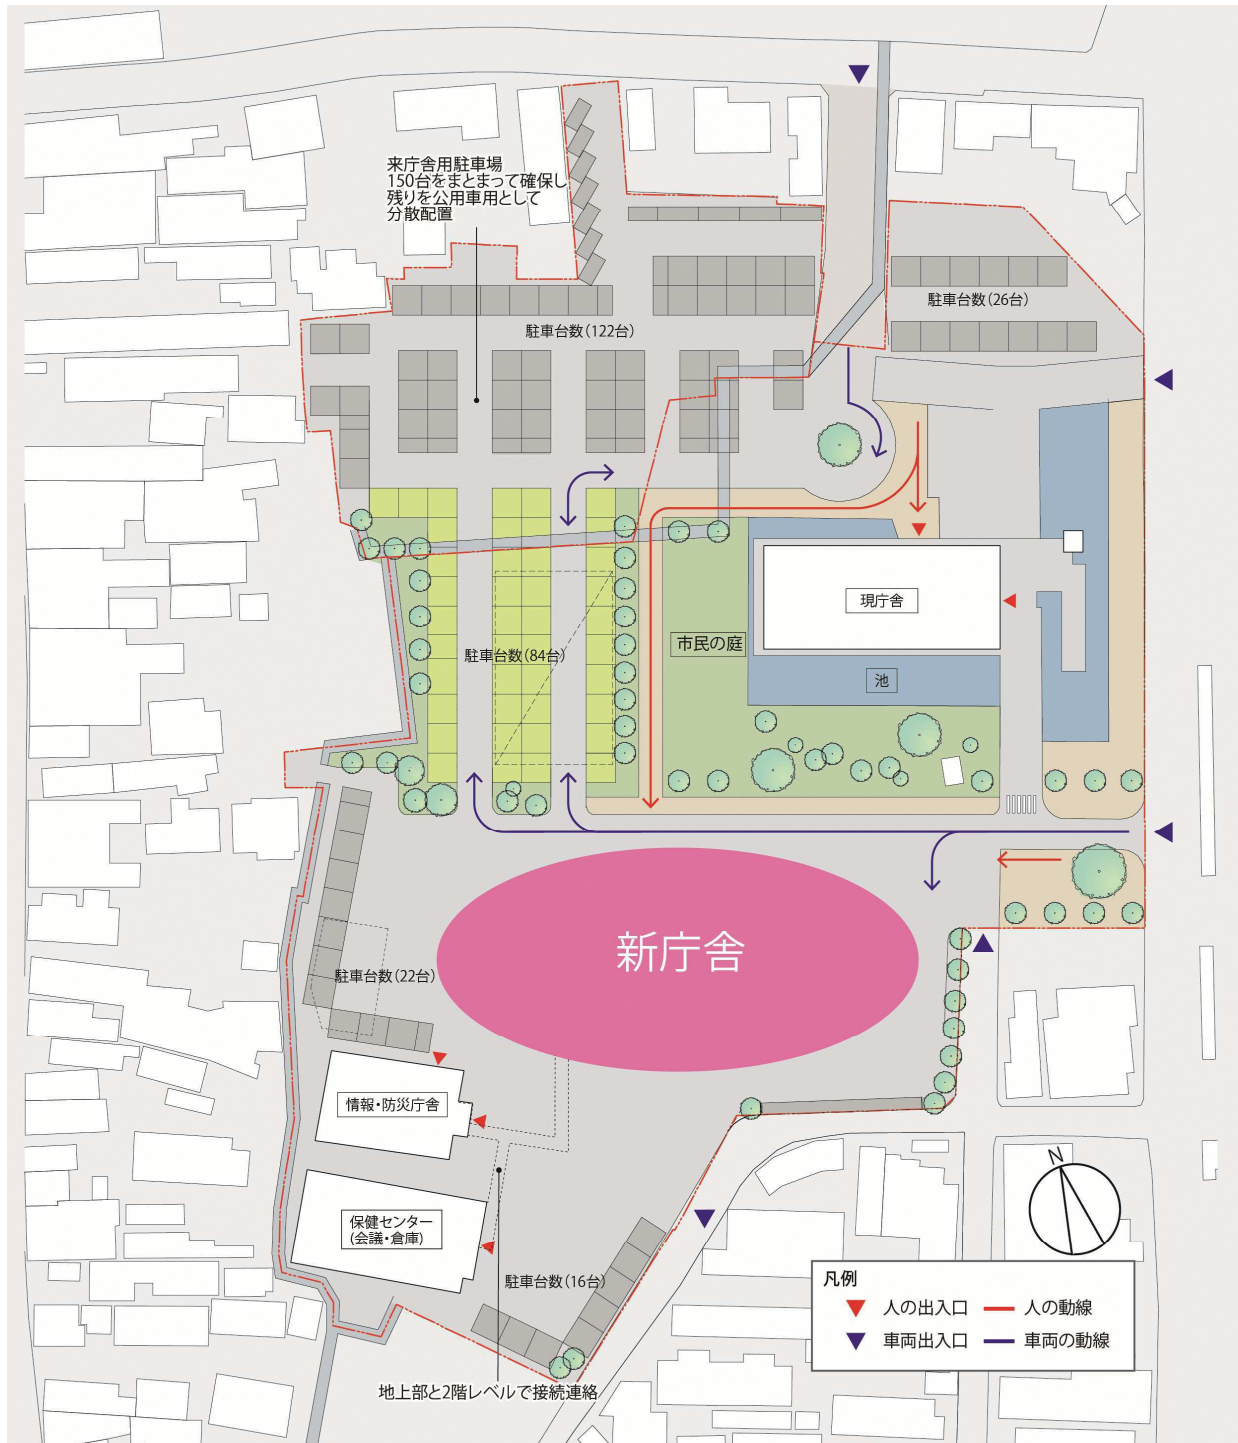 来庁舎用駐車場
150台をまとまって確保し
残りを公用車用として
分散配置
駐車台数(26台)
駐車台数(122台)
現庁舎
市民の庭
駐車台数(84台)
池
新庁舎
駐車台数(22台)
情報・防災庁舎
保健センター
(会議・倉庫)
駐車台数(16台)
地上部と2階レベルで接続連絡
N
凡例
人の出入口
人の動線
車両出入口
車両の動線